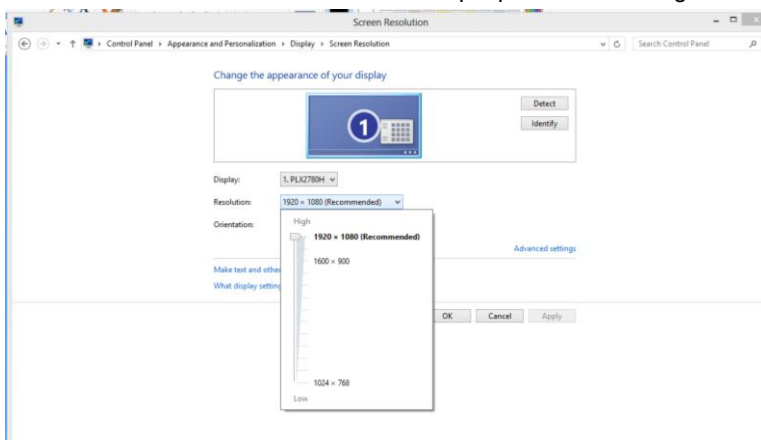 Screen Resolution
Control Panel › Appearance and Personalization › Display › Screen Resolution
Search Control Panel
Change the appearance of your display
1
Detect
Identify
Display: 1. PLX2780H
Resolution: 1920 × 1080 (Recommended)
Orientation:
High
1920 × 1080 (Recommended)
Advanced settings
1600 × 900
Make text and other
What display setting
OK Cancel Apply
1024 × 768
Low